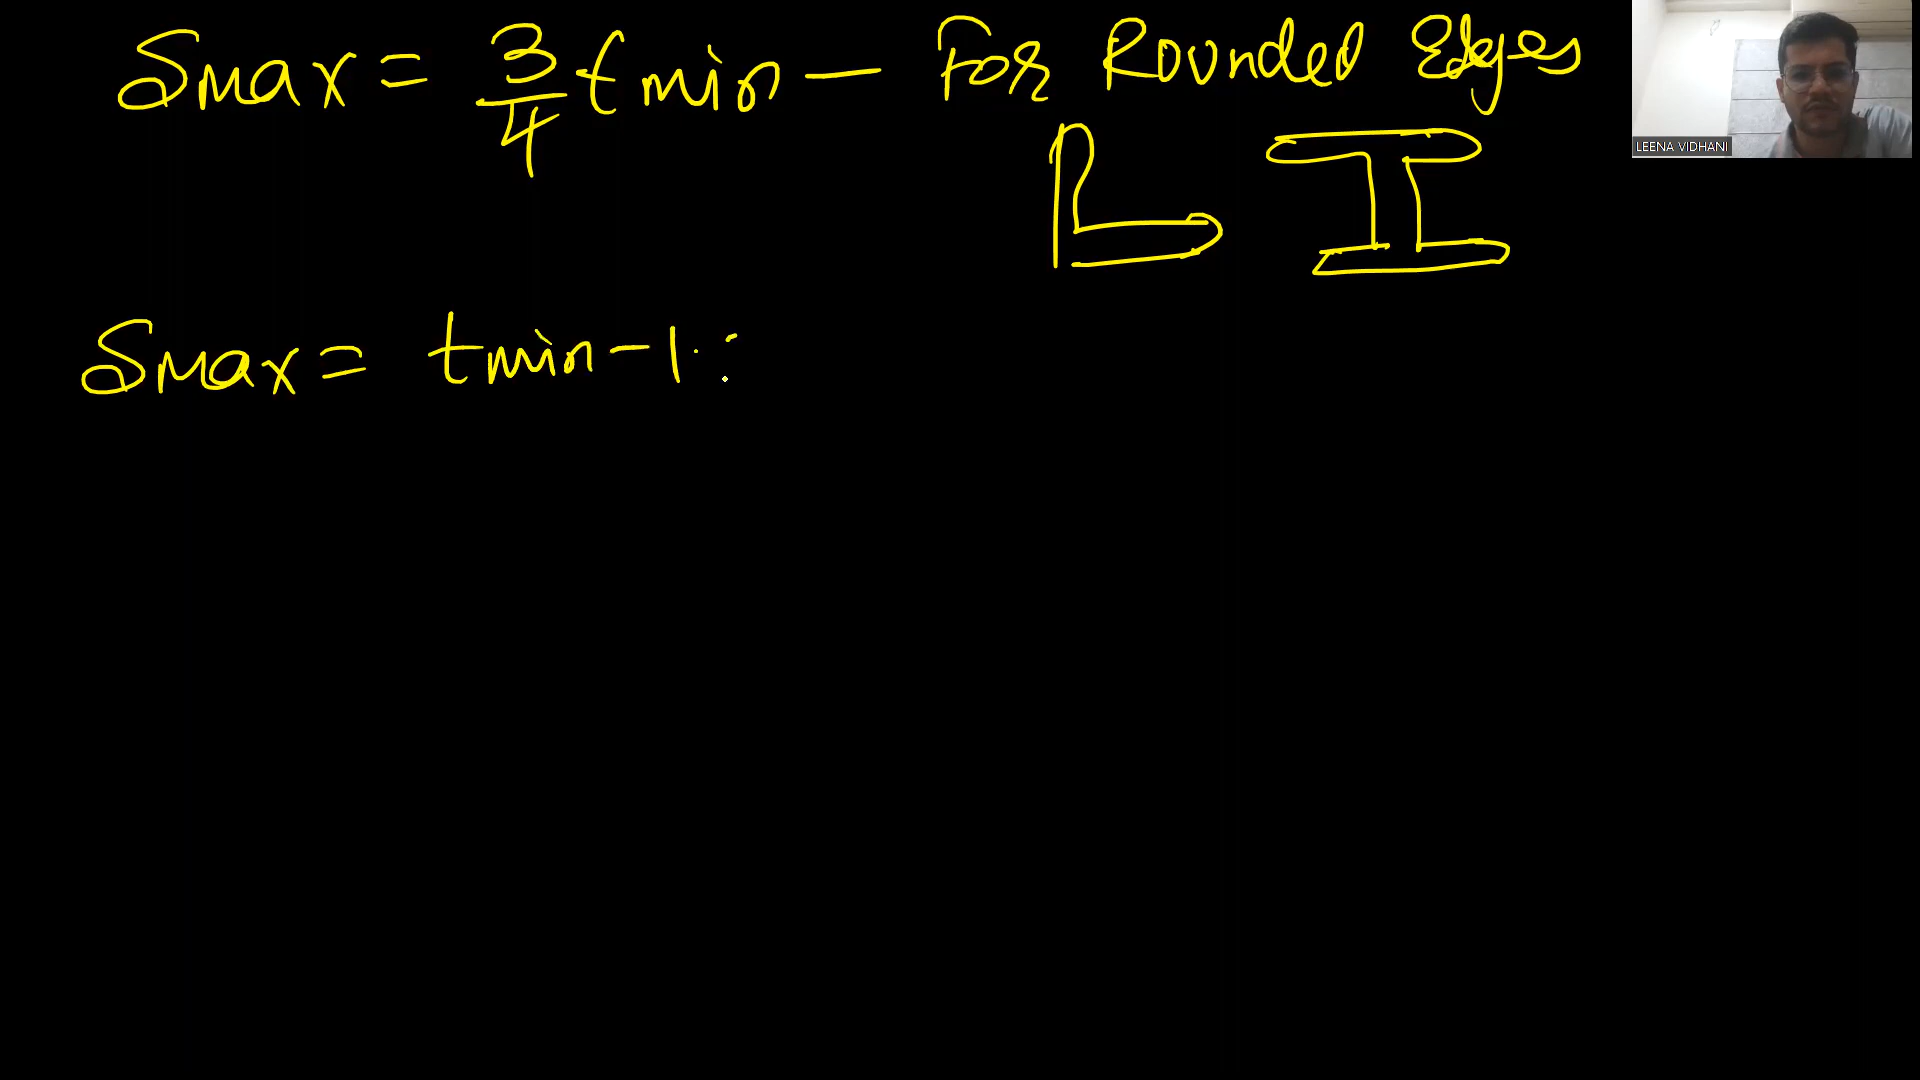 Smax = 3/4 tmin — For Rounded Edges
LEENA VIDHANI
Smax = tmin - 1.